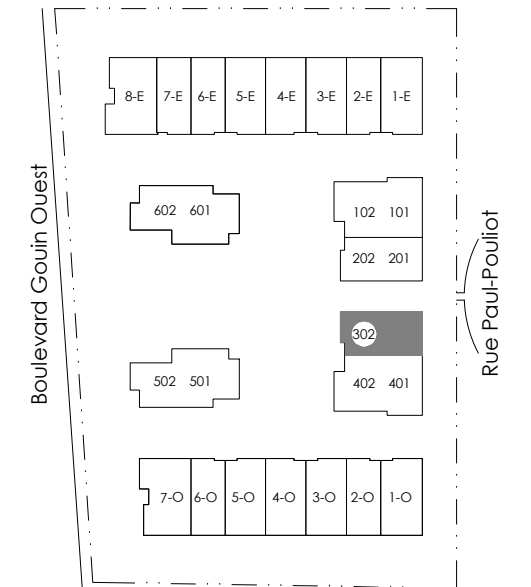 8-E 7-E 6-E 5-E 4-E 3-E 2-E 1-E
602 601
102 101
202 201
302
502 501
402 401
7-O 6-O 5-O 4-O 3-O 2-O 1-O
Boulevard Gouin Ouest
Rue Paul-Pouliot